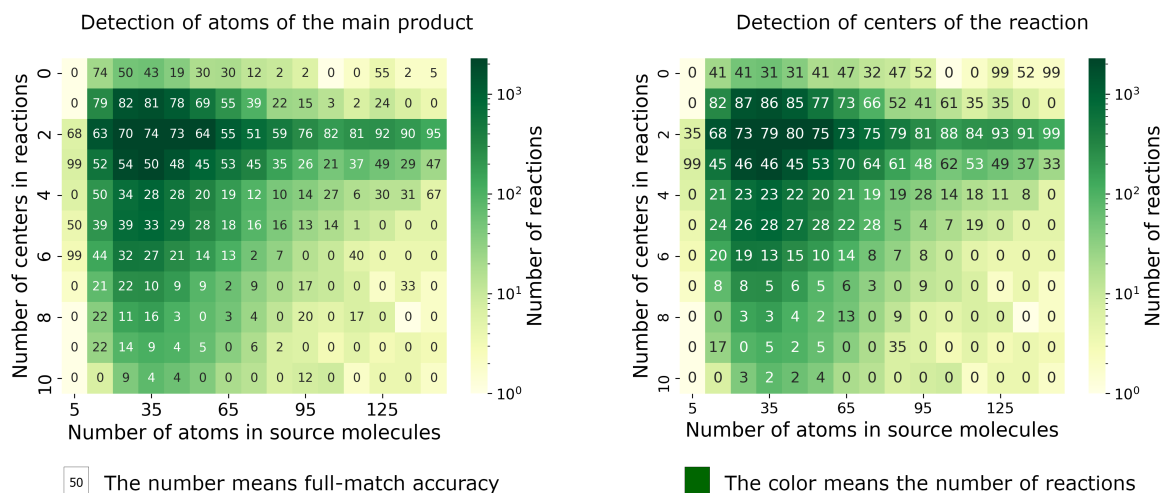 Detection of atoms of the main product
Number of centers in reactions
0 2 4 6 8 10
0 74 50 43 19 30 30 12 2 2 0 0 55 2 5
0 79 82 81 78 69 55 39 22 15 3 2 24 0 0
68 63 70 74 73 64 55 51 59 76 82 81 92 90 95
99 52 54 50 48 45 53 45 35 26 21 37 49 29 47
0 50 34 28 28 20 19 12 10 14 27 6 30 31 67
50 39 39 33 29 28 18 16 16 13 14 1 0 0 0
99 44 32 27 21 14 13 2 7 0 0 40 0 0 0
0 21 22 10 9 9 2 9 0 17 0 0 0 33 0
0 22 11 16 3 0 3 4 0 20 0 17 0 0 0
0 22 14 9 4 5 0 6 2 0 0 0 0 0 0
0 0 9 4 4 0 0 0 0 12 0 0 0 0 0
5 35 65 95 125
Number of atoms in source molecules
10³
10²
10¹
10⁰
Number of reactions
50 The number means full-match accuracy
Detection of centers of the reaction
Number of centers in reactions
0 2 4 6 8 10
0 41 41 31 31 41 47 32 47 52 0 0 99 52 99
0 82 87 86 85 77 73 66 52 41 61 35 35 0 0
35 68 73 79 80 75 73 75 79 81 88 84 93 91 99
99 45 46 46 45 53 70 64 61 48 62 53 49 37 33
0 21 23 23 22 20 21 19 19 28 14 18 11 8 0
0 24 26 28 27 28 22 28 5 4 7 19 0 0 0
0 20 19 13 15 10 14 8 7 8 0 0 0 0 0
0 8 8 5 6 5 6 3 0 9 0 0 0 0 0
0 0 3 3 4 2 13 0 9 0 0 0 0 0 0
0 17 0 5 2 5 0 0 35 0 0 0 0 0 0
0 0 3 2 2 4 0 0 0 0 0 0 0 0 0
5 35 65 95 125
Number of atoms in source molecules
10³
10²
10¹
10⁰
Number of reactions
The color means the number of reactions